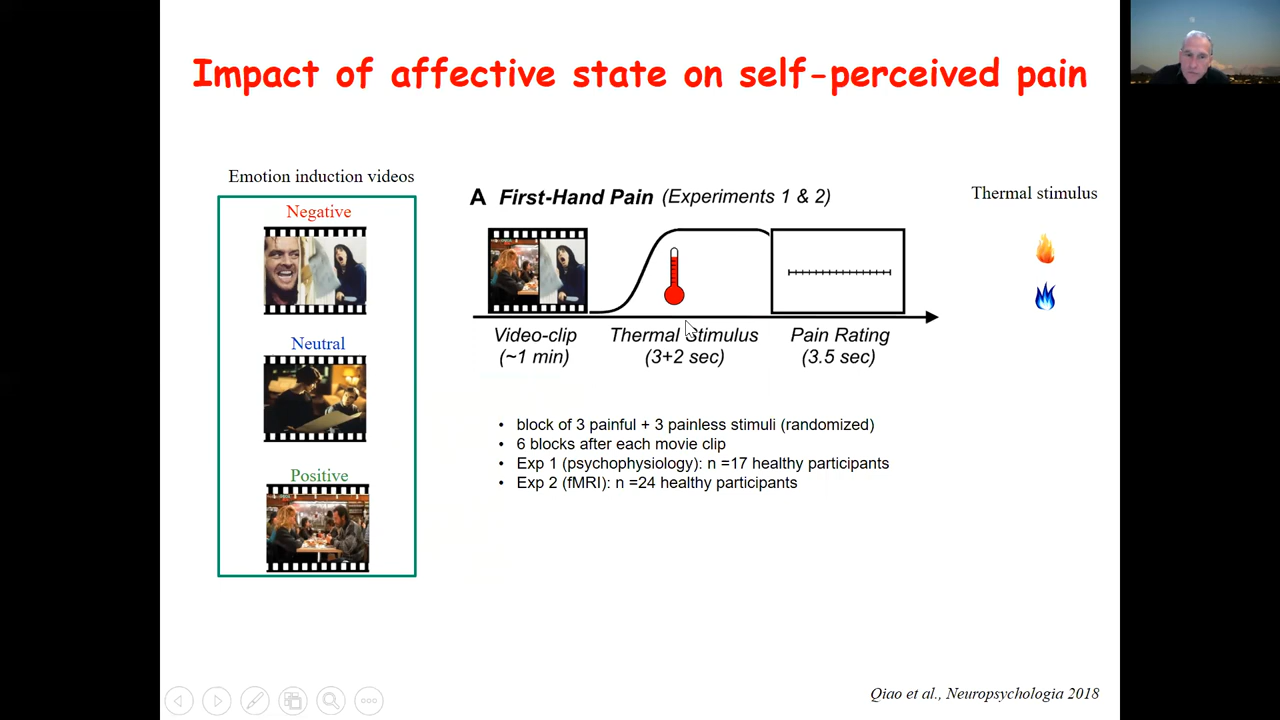 Impact of affective state on self-perceived pain
Emotion induction videos
Negative
Neutral
Positive
A First-Hand Pain (Experiments 1 & 2)
Video-clip
(~1 min)
Thermal Stimulus
(3+2 sec)
Pain Rating
(3.5 sec)
Thermal stimulus
• block of 3 painful + 3 painless stimuli (randomized)
• 6 blocks after each movie clip
• Exp 1 (psychophysiology): n =17 healthy participants
• Exp 2 (fMRI): n =24 healthy participants
Qiao et al., Neuropsychologia 2018